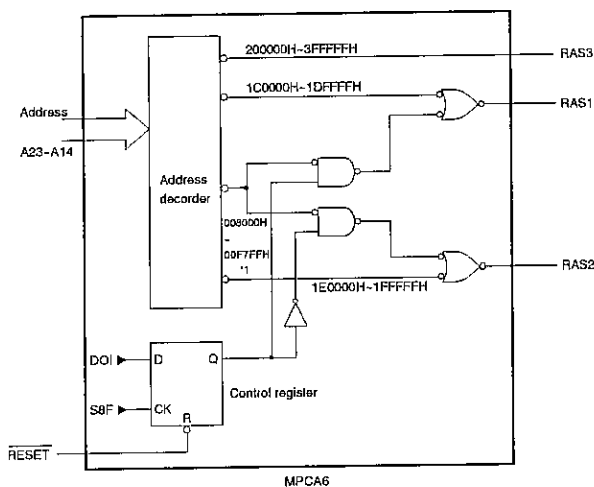 200000H~3FFFFFH
RAS3
1C0000H~1DFFFFH
RAS1
Address
A23-A14
Address
decorder
008000H
~
00F7FFH
*1
1E0000H~1FFFFFH
RAS2
DOI
D
Q
Control register
S8F
CK
R
RESET
MPCA6